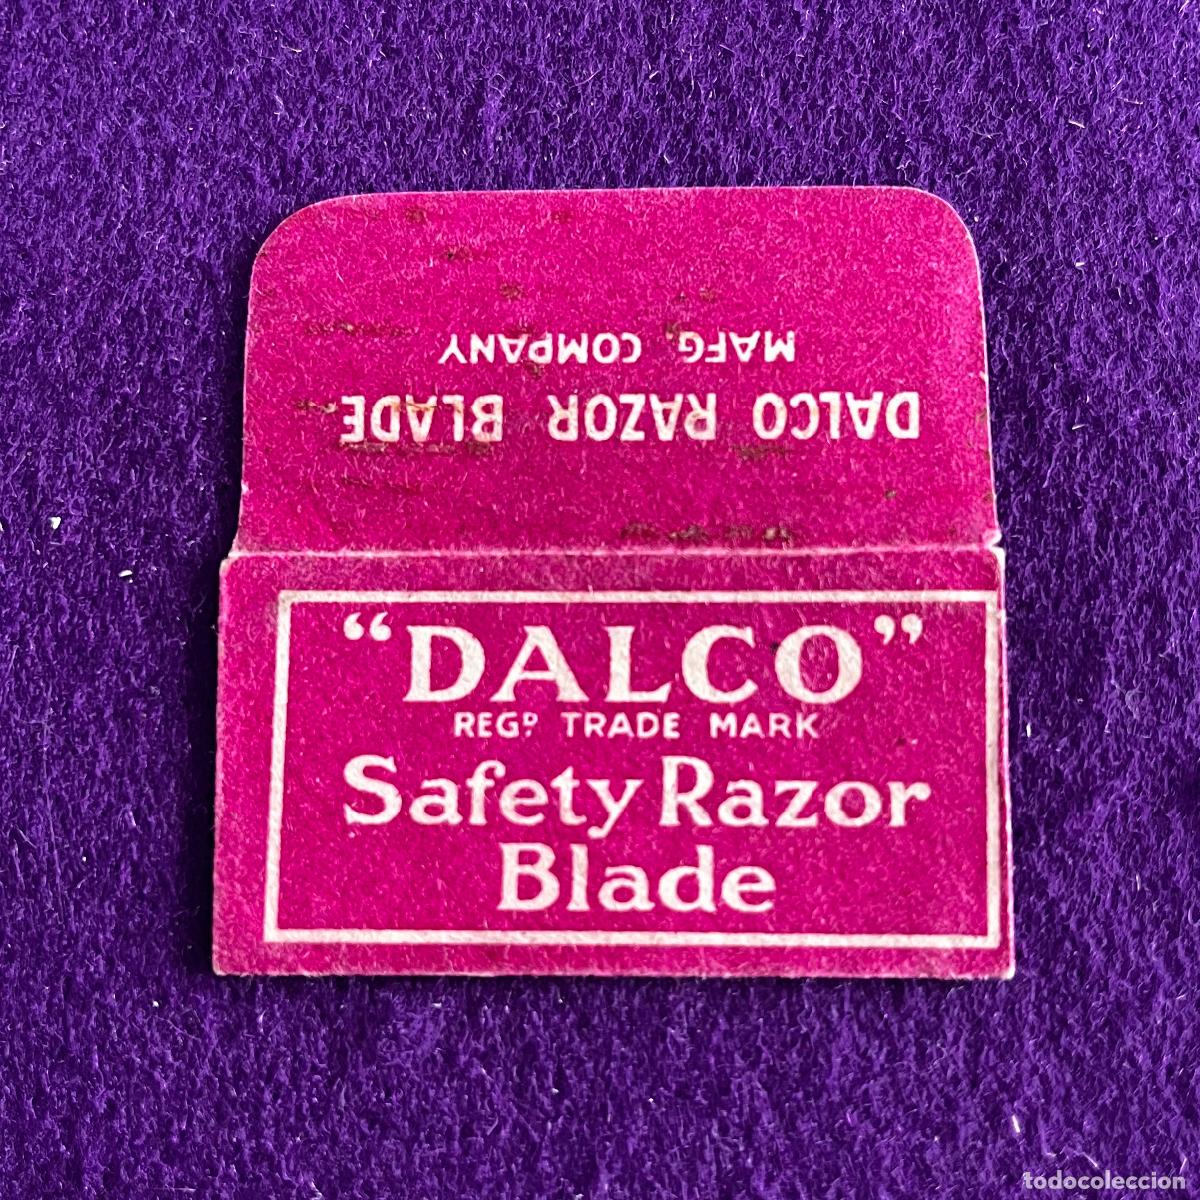 DALCO RAZOR BLADE
MAFG. COMPANY
“DALCO”
REGD. TRADE MARK
Safety Razor
Blade
todocoleccion